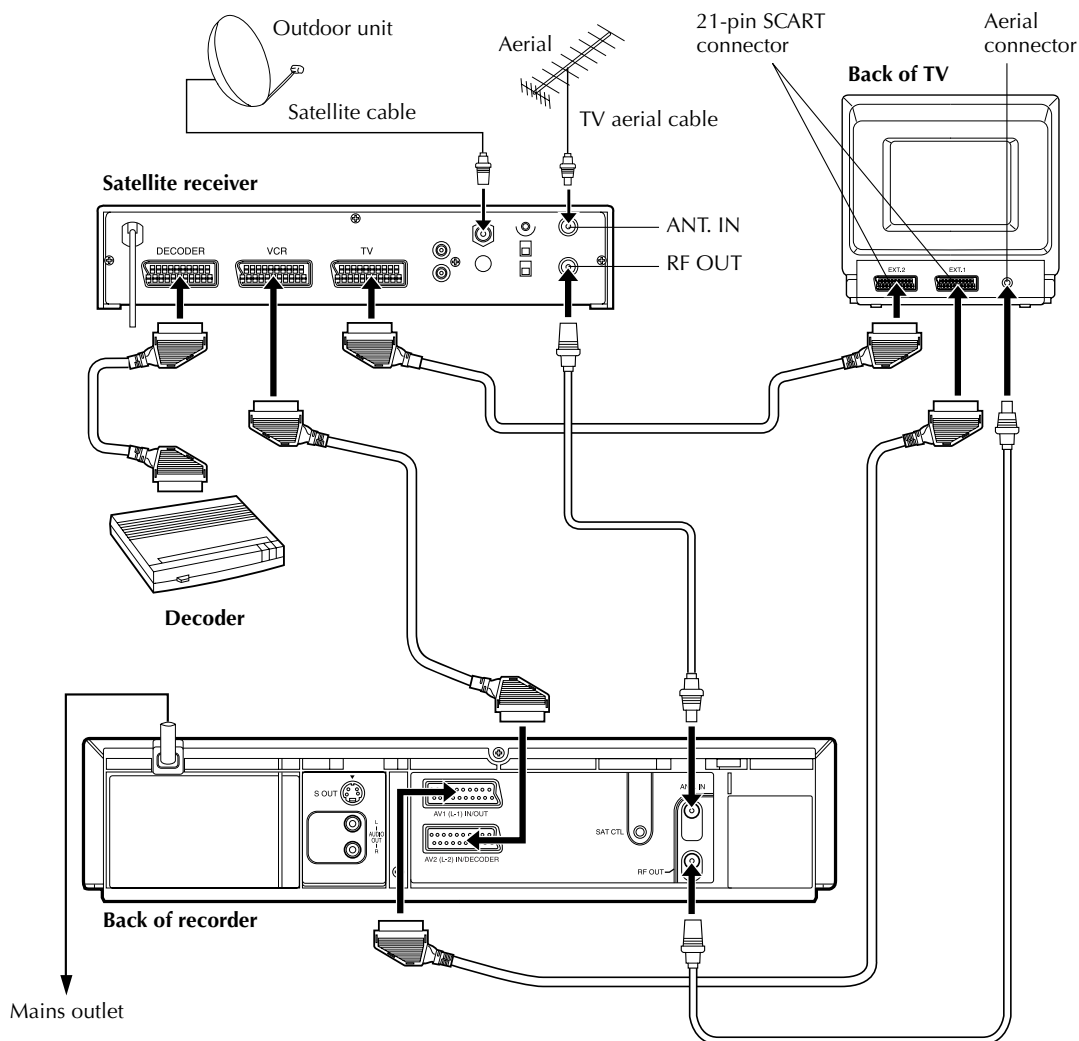 Outdoor unit
Aerial
21-pin SCART
connector
Aerial
connector
Back of TV
Satellite cable
TV aerial cable
Satellite receiver
ANT. IN
RF OUT
DECODER
VCR
TV
EXT.2
EXT.1
Decoder
S OUT
L
AUDIO
OUT
R
AV1 (L-1) IN/OUT
AV2 (L-2) IN/DECODER
SAT CTL
IN
RF OUT
Back of recorder
Mains outlet